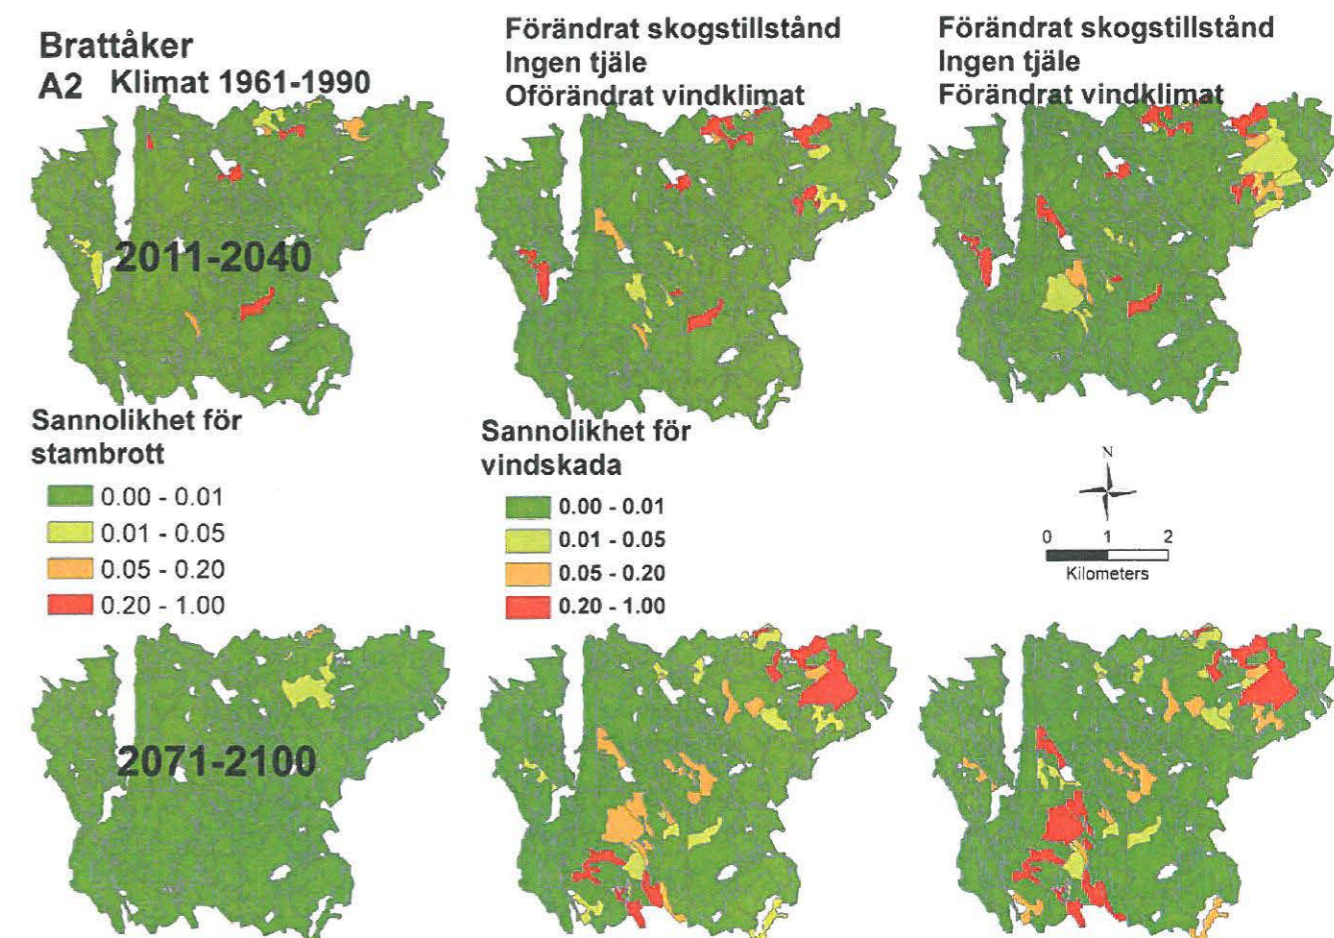 Brattåker
A2 Klimat 1961-1990
Förändrat skogstillstånd
Ingen tjäle
Oförändrat vindklimat
Förändrat skogstillstånd
Ingen tjäle
Förändrat vindklimat
2011-2040
Sannolikhet för
stambrott
0.00 - 0.01
0.01 - 0.05
0.05 - 0.20
0.20 - 1.00
Sannolikhet för
vindskada
0.00 - 0.01
0.01 - 0.05
0.05 - 0.20
0.20 - 1.00
N
0 1 2
Kilometers
2071-2100